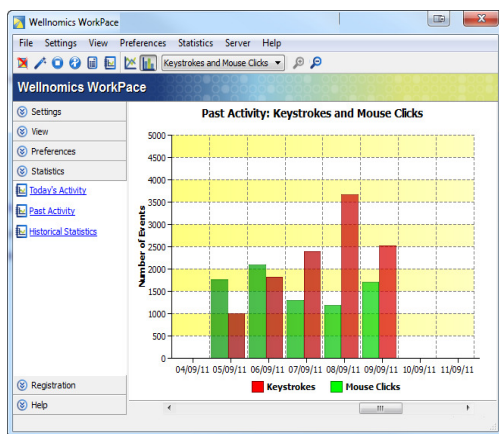 Wellnomics WorkPace
File Settings View Preferences Statistics Server Help
Keystrokes and Mouse Clicks
Wellnomics WorkPace
Settings
View
Preferences
Statistics
Today's Activity
Past Activity
Historical Statistics
Registration
Help
Past Activity: Keystrokes and Mouse Clicks
Number of Events
5000
4500
4000
3500
3000
2500
2000
1500
1000
500
0
04/09/11 05/09/11 06/09/11 07/09/11 08/09/11 09/09/11 10/09/11 11/09/11
Keystrokes Mouse Clicks